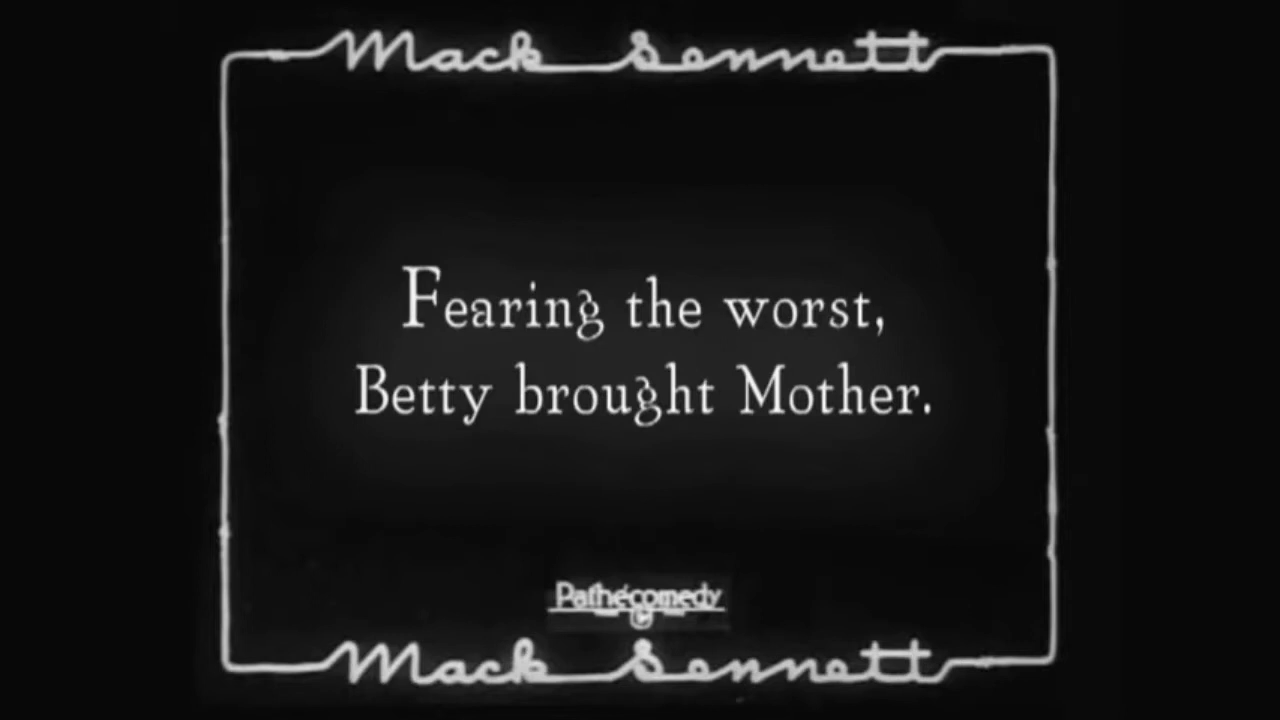 Mack Sennett
Fearing the worst,
Betty brought Mother.
Pathécomedy
Mack Sennett